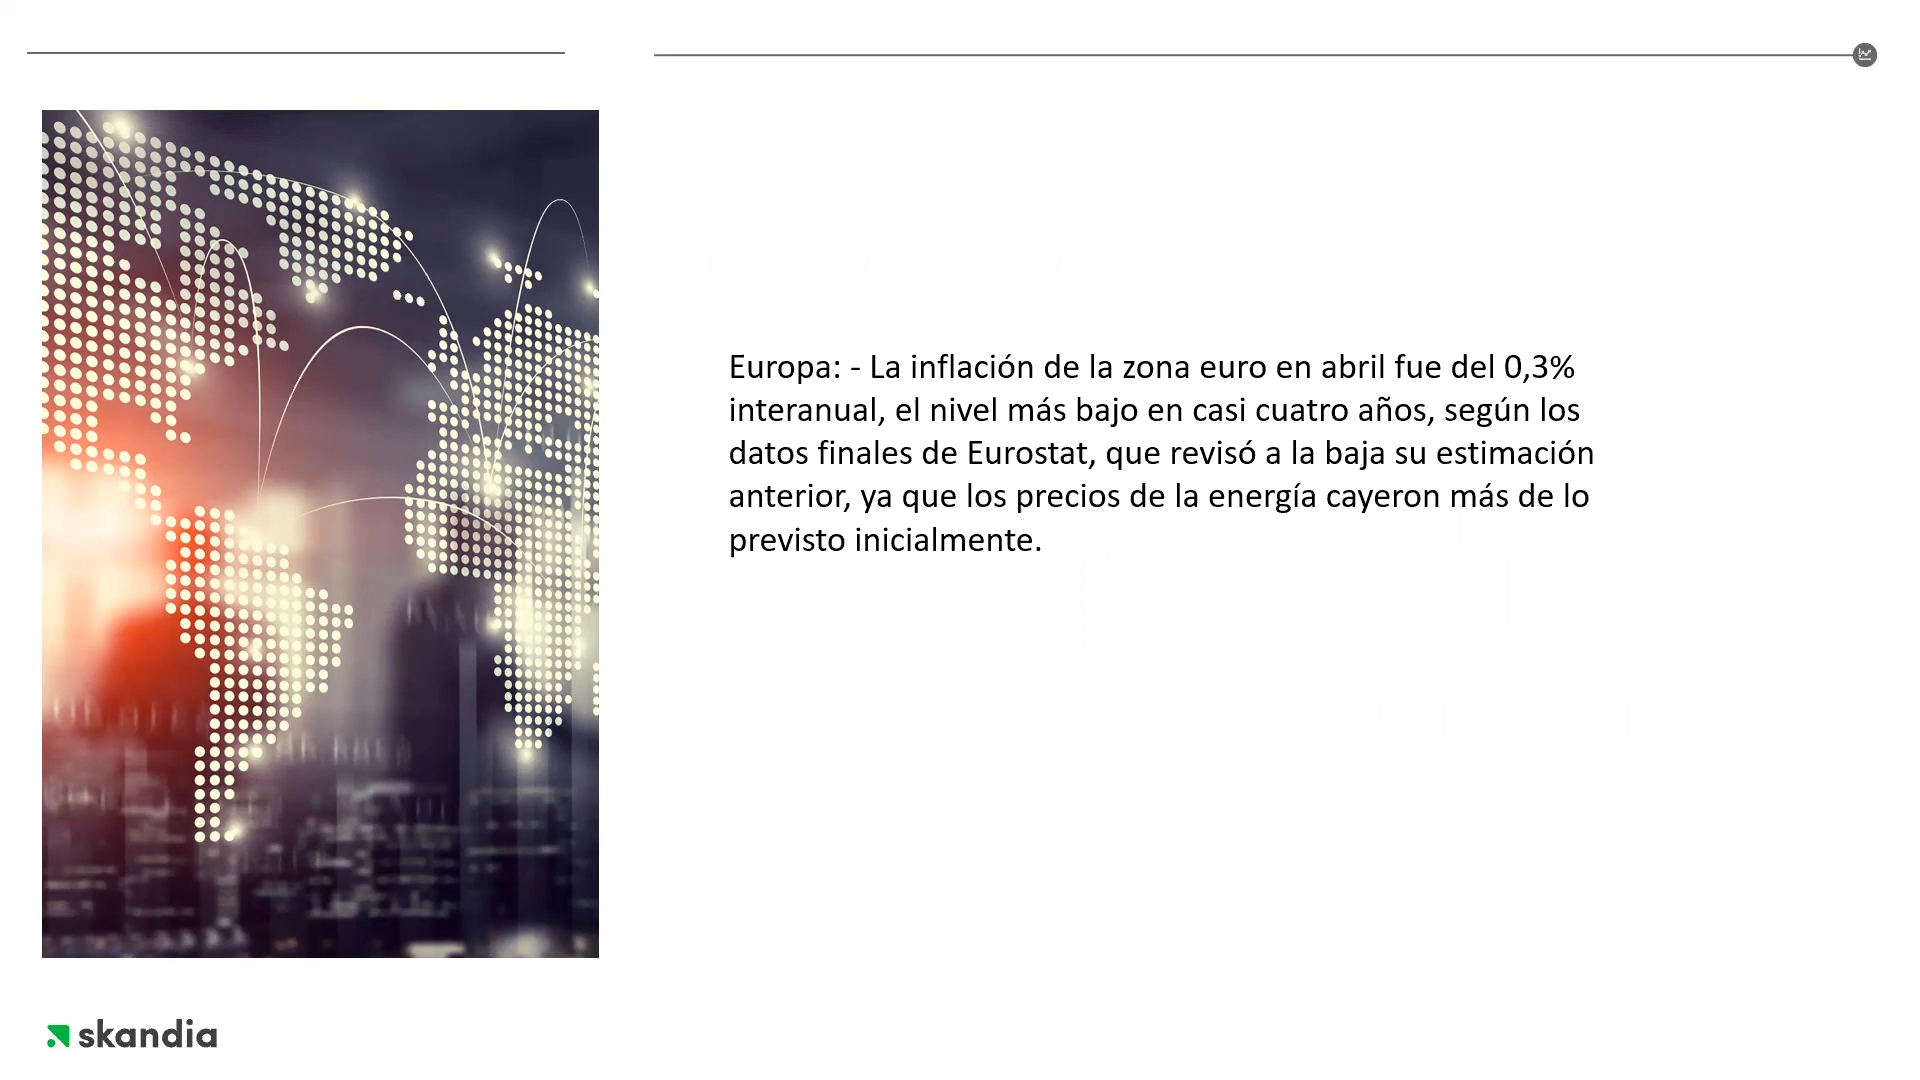 Europa: - La inflación de la zona euro en abril fue del 0,3%
interanual, el nivel más bajo en casi cuatro años, según los
datos finales de Eurostat, que revisó a la baja su estimación
anterior, ya que los precios de la energía cayeron más de lo
previsto inicialmente.
skandia